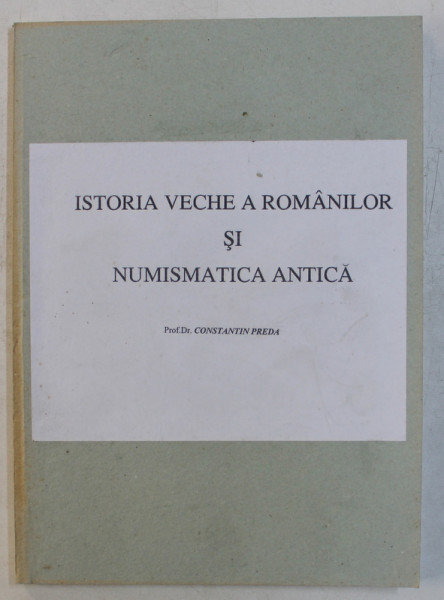 ISTORIA VECHE A ROMÂNILOR
ŞI
NUMISMATICA ANTICĂ
Prof.Dr. CONSTANTIN PREDA